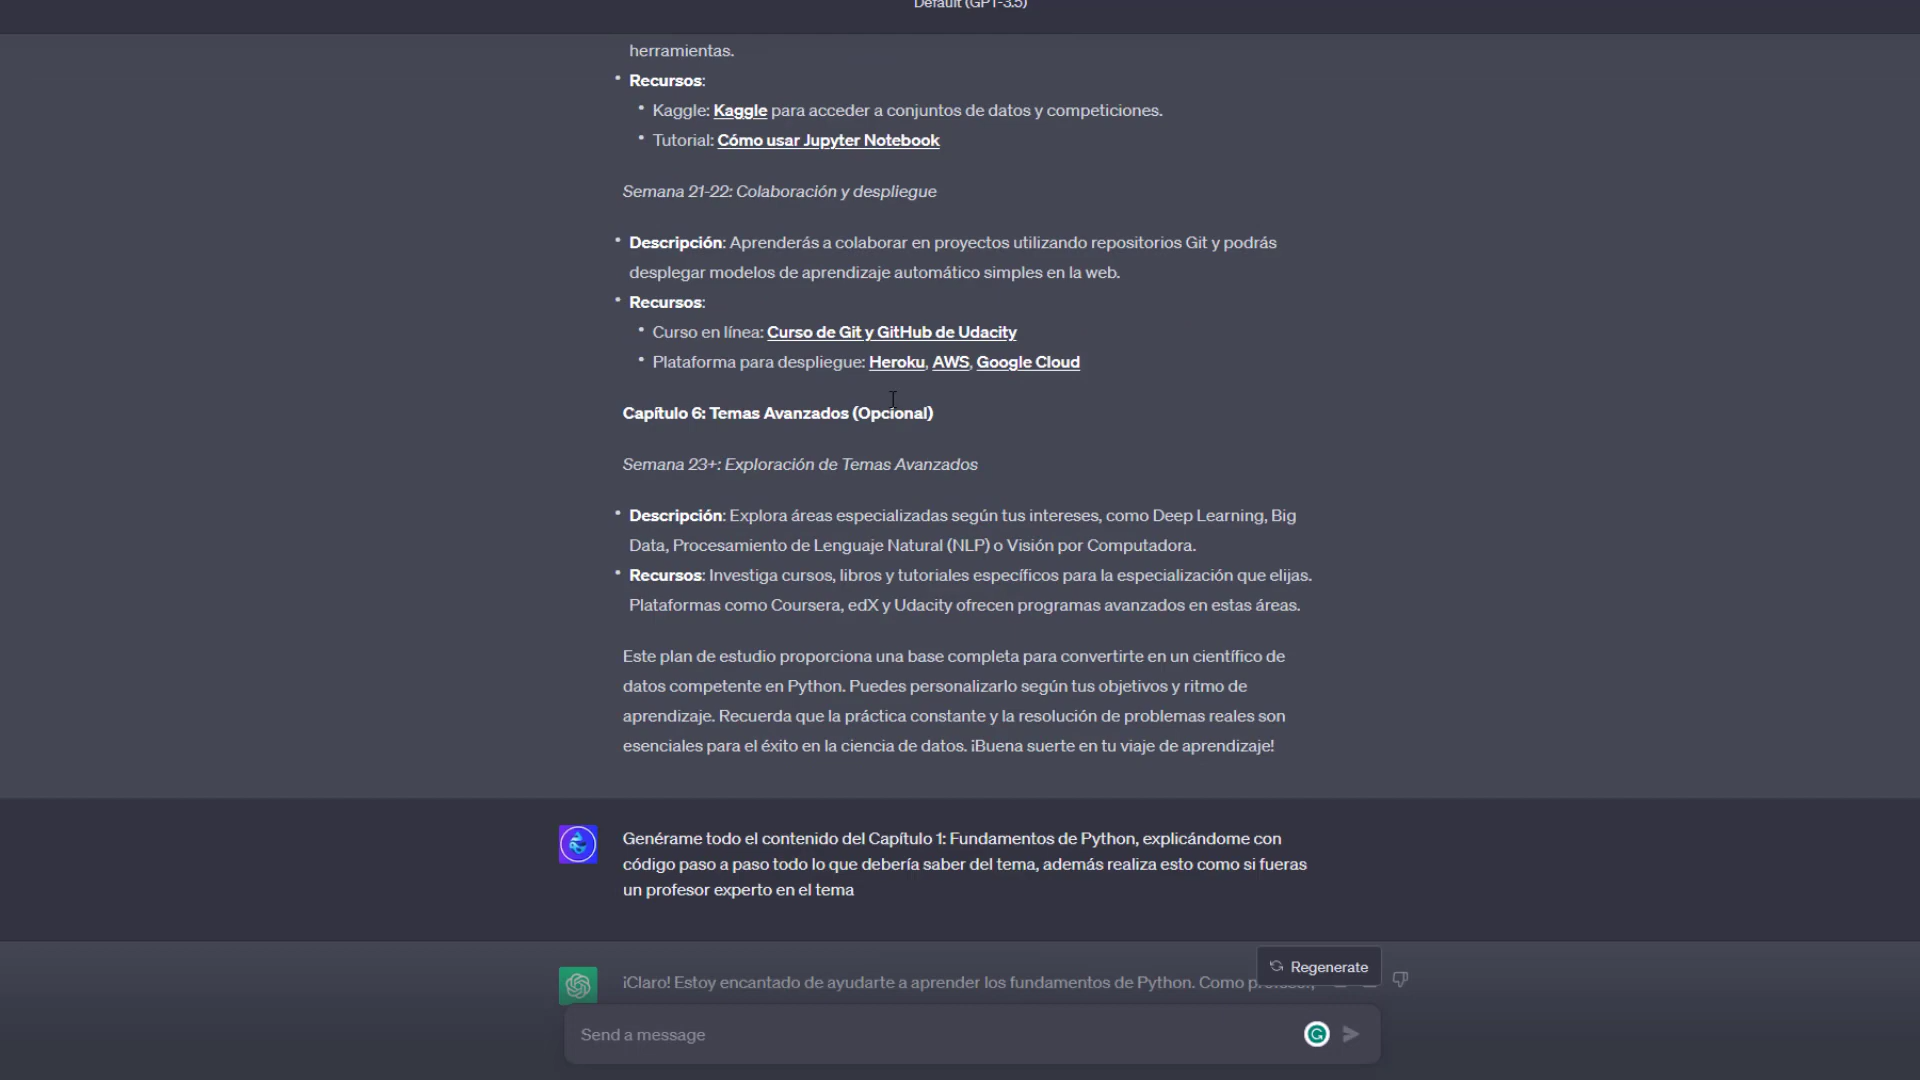 Default (GPT-3.5)
herramientas.
• Recursos:
• Kaggle: Kaggle para acceder a conjuntos de datos y competiciones.
• Tutorial: Cómo usar Jupyter Notebook
Semana 21-22: Colaboración y despliegue
• Descripción: Aprenderás a colaborar en proyectos utilizando repositorios Git y podrás
desplegar modelos de aprendizaje automático simples en la web.
• Recursos:
• Curso en línea: Curso de Git y GitHub de Udacity
• Plataforma para despliegue: Heroku, AWS, Google Cloud
Capítulo 6: Temas Avanzados (Opcional)
Semana 23+: Exploración de Temas Avanzados
• Descripción: Explora áreas especializadas según tus intereses, como Deep Learning, Big
Data, Procesamiento de Lenguaje Natural (NLP) o Visión por Computadora.
• Recursos: Investiga cursos, libros y tutoriales específicos para la especialización que elijas.
Plataformas como Coursera, edX y Udacity ofrecen programas avanzados en estas áreas.
Este plan de estudio proporciona una base completa para convertirte en un científico de
datos competente en Python. Puedes personalizarlo según tus objetivos y ritmo de
aprendizaje. Recuerda que la práctica constante y la resolución de problemas reales son
esenciales para el éxito en la ciencia de datos. ¡Buena suerte en tu viaje de aprendizaje!
Genérame todo el contenido del Capítulo 1: Fundamentos de Python, explicándome con
código paso a paso todo lo que debería saber del tema, además realiza esto como si fueras
un profesor experto en el tema
Regenerate
¡Claro! Estoy encantado de ayudarte a aprender los fundamentos de Python. Como
Send a message